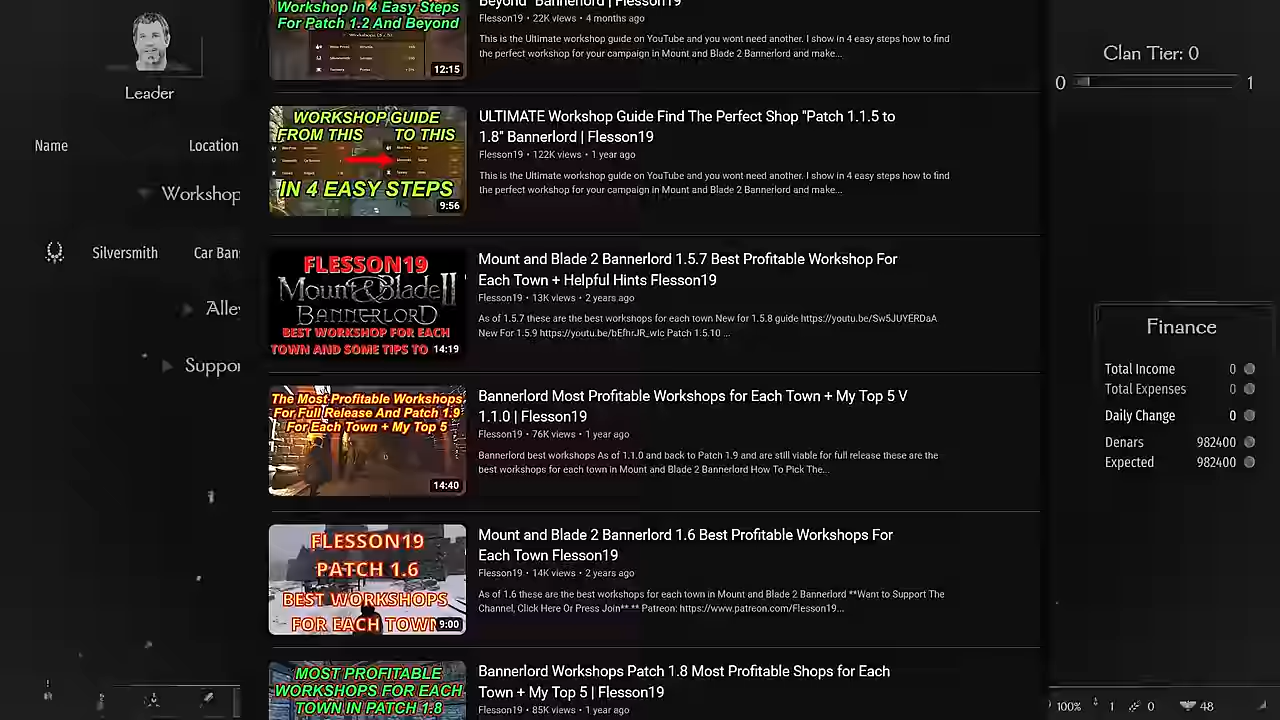 Leader
Name Location
Workshop
Silversmith Car Ban
Alle
Suppo
Workshop In 4 Easy Steps
For Patch 1.2 And Beyond
12:15
Beyond" Bannerlord | Flesson19
Flesson19 • 22K views • 4 months ago
This is the Ultimate workshop guide on YouTube and you wont need another. I show in 4 easy steps how to find
the perfect workshop for your campaign in Mount and Blade 2 Bannerlord and make...
WORKSHOP GUIDE
FROM THIS TO THIS
IN 4 EASY STEPS
9:56
ULTIMATE Workshop Guide Find The Perfect Shop "Patch 1.1.5 to
1.8" Bannerlord | Flesson19
Flesson19 • 122K views • 1 year ago
This is the Ultimate workshop guide on YouTube and you wont need another. I show in 4 easy steps how to find
the perfect workshop for your campaign in Mount and Blade 2 Bannerlord and make...
FLESSON19
Mount & Blade II
BANNERLORD
BEST WORKSHOP FOR EACH
TOWN AND SOME TIPS TO
14:19
Mount and Blade 2 Bannerlord 1.5.7 Best Profitable Workshop For
Each Town + Helpful Hints Flesson19
Flesson19 • 13K views • 2 years ago
As of 1.5.7 these are the best workshops for each town New for 1.5.8 guide https://youtu.be/Sw5JUYERDaA
New For 1.5.9 https://youtu.be/bEfhrJR_wIc Patch 1.5.10 ...
The Most Profitable Workshops
For Full Release And Patch 1.9
For Each Town + My Top 5
14:40
Bannerlord Most Profitable Workshops for Each Town + My Top 5 V
1.1.0 | Flesson19
Flesson19 • 76K views • 1 year ago
Bannerlord best workshops As of 1.1.0 and back to Patch 1.9 and are still viable for full release these are the
best workshops for each town in Mount and Blade 2 Bannerlord How To Pick The...
FLESSON19
PATCH 1.6
BEST WORKSHOPS
FOR EACH TOWN
9:00
Mount and Blade 2 Bannerlord 1.6 Best Profitable Workshops For
Each Town Flesson19
Flesson19 • 14K views • 2 years ago
As of 1.6 these are the best workshops for each town in Mount and Blade 2 Bannerlord **Want to Support The
Channel, Click Here Or Press Join** ** Patreon: https://www.patreon.com/Flesson19...
MOST PROFITABLE
WORKSHOPS FOR EACH
TOWN IN PATCH 1.8
Bannerlord Workshops Patch 1.8 Most Profitable Shops for Each
Town + My Top 5 | Flesson19
Flesson19 • 85K views • 1 year ago
Clan Tier: 0
0 1
Finance
Total Income 0
Total Expenses 0
Daily Change 0
Denars 982400
Expected 982400
100% 1 0 48